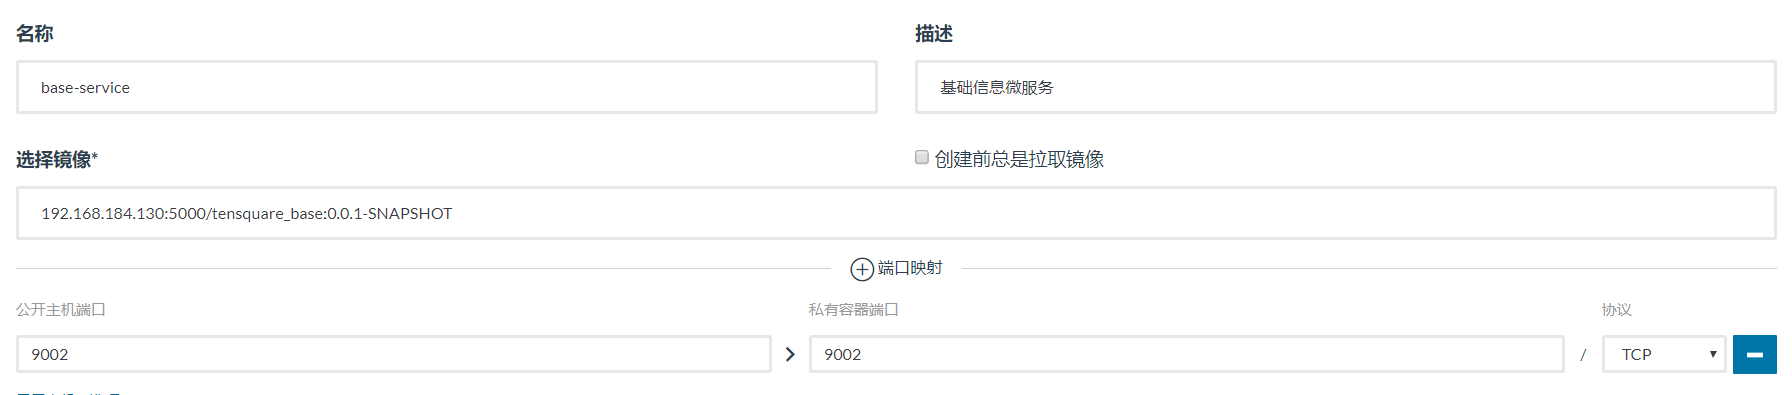 名称 描述
base-service 基础信息微服务
选择镜像* 创建前总是拉取镜像
192.168.184.130:5000/tensquare_base:0.0.1-SNAPSHOT
端口映射
公开主机端口 私有容器端口 协议
9002 9002 / TCP